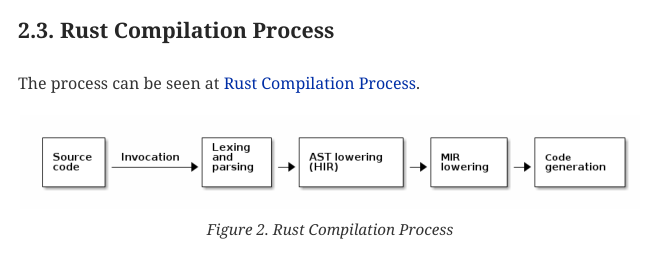 2.3. Rust Compilation Process
The process can be seen at Rust Compilation Process.
Source
code
Invocation
Lexing
and
parsing
AST lowering
(HIR)
MIR
lowering
Code
generation
Figure 2. Rust Compilation Process